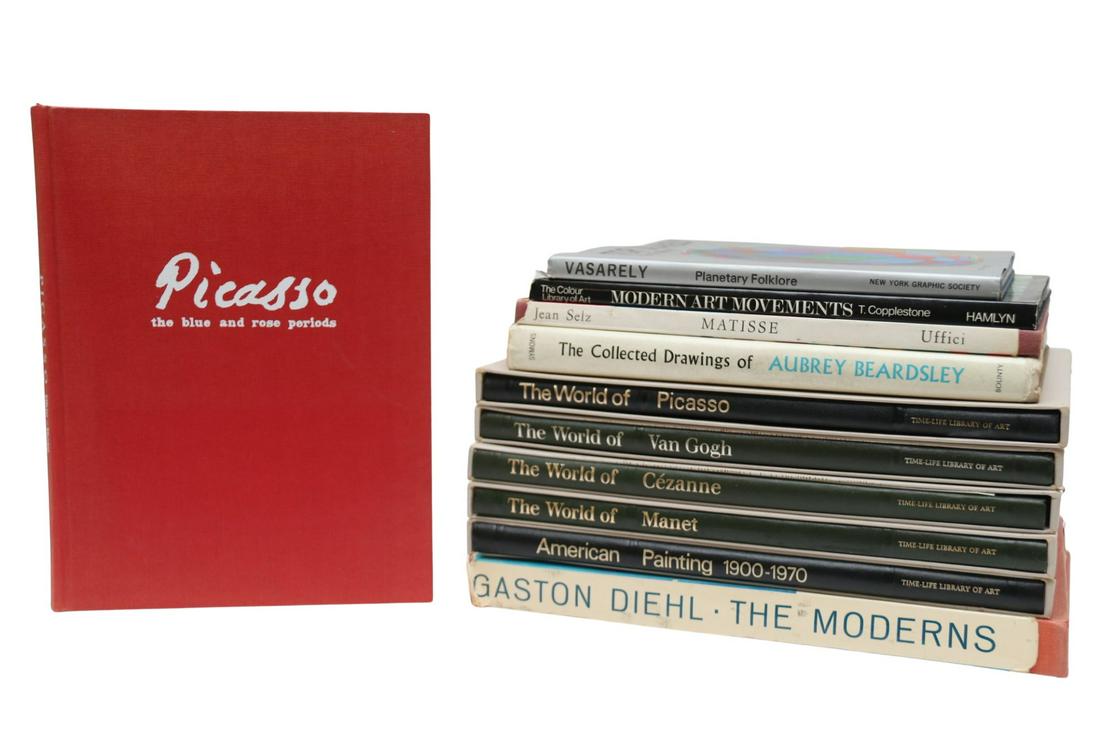 Picasso
the blue and rose periods
VASARELY Planetary Folklore NEW YORK GRAPHIC SOCIETY
The Colour
Library of Art MODERN ART MOVEMENTS T. Copplestone HAMLYN
Jean Selz MATISSE Uffici
SYMONS The Collected Drawings of AUBREY BEARDSLEY BOUNTY
The World of Picasso TIME-LIFE LIBRARY OF ART
The World of Van Gogh TIME-LIFE LIBRARY OF ART
The World of Cézanne TIME-LIFE LIBRARY OF ART
The World of Manet TIME-LIFE LIBRARY OF ART
American Painting 1900-1970 TIME-LIFE LIBRARY OF ART
GASTON DIEHL · THE MODERNS